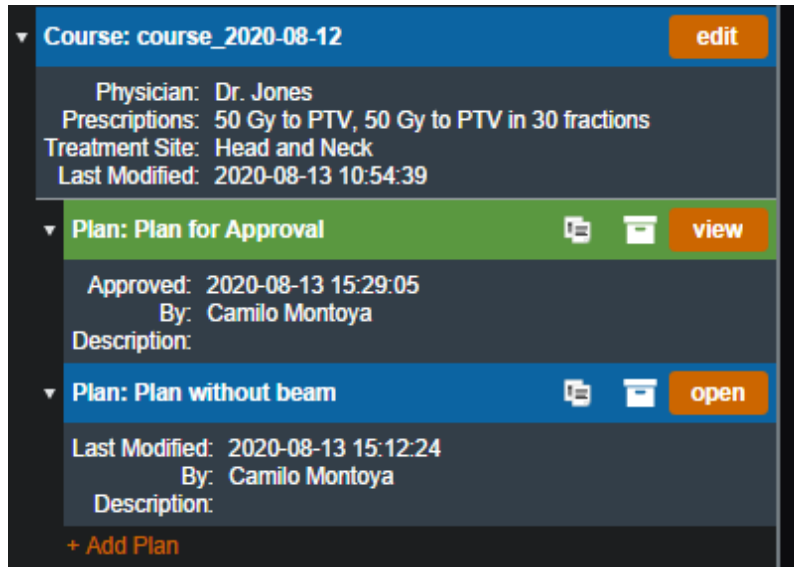 Course: course_2020-08-12 edit
Physician: Dr. Jones
Prescriptions: 50 Gy to PTV, 50 Gy to PTV in 30 fractions
Treatment Site: Head and Neck
Last Modified: 2020-08-13 10:54:39
Plan: Plan for Approval view
Approved: 2020-08-13 15:29:05
By: Camilo Montoya
Description:
Plan: Plan without beam open
Last Modified: 2020-08-13 15:12:24
By: Camilo Montoya
Description:
+ Add Plan